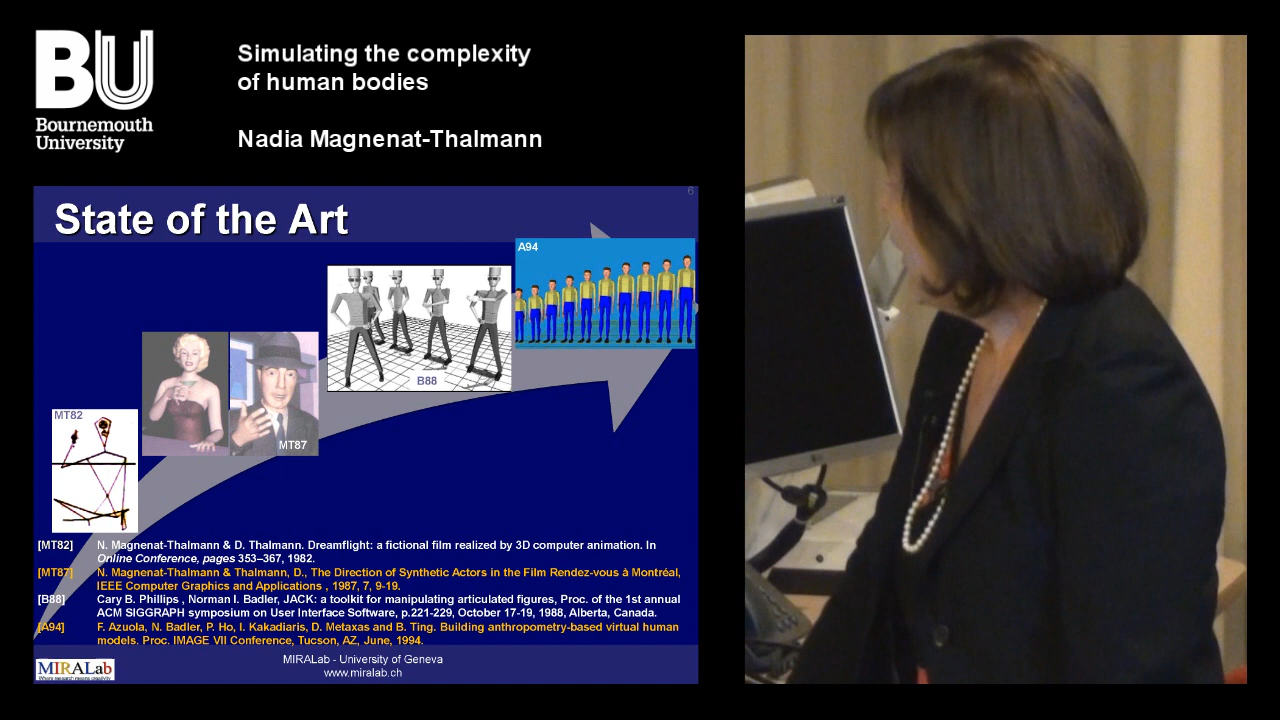 BU
Bournemouth
University
Simulating the complexity
of human bodies
Nadia Magnenat-Thalmann
6
State of the Art
A94
B88
MT87
MT82
[MT82] N. Magnenat-Thalmann & D. Thalmann. Dreamflight: a fictional film realized by 3D computer animation. In
Online Conference, pages 353–367, 1982.
[MT87] N. Magnenat-Thalmann & Thalmann, D., The Direction of Synthetic Actors in the Film Rendez-vous à Montréal,
IEEE Computer Graphics and Applications , 1987, 7, 9-19.
[B88] Cary B. Phillips , Norman I. Badler, JACK: a toolkit for manipulating articulated figures, Proc. of the 1st annual
ACM SIGGRAPH symposium on User Interface Software, p.221-229, October 17-19, 1988, Alberta, Canada.
[A94] F. Azuola, N. Badler, P. Ho, I. Kakadiaris, D. Metaxas and B. Ting. Building anthropometry-based virtual human
models. Proc. IMAGE VII Conference, Tucson, AZ, June, 1994.
MIRALab
MIRALab - University of Geneva
www.miralab.ch